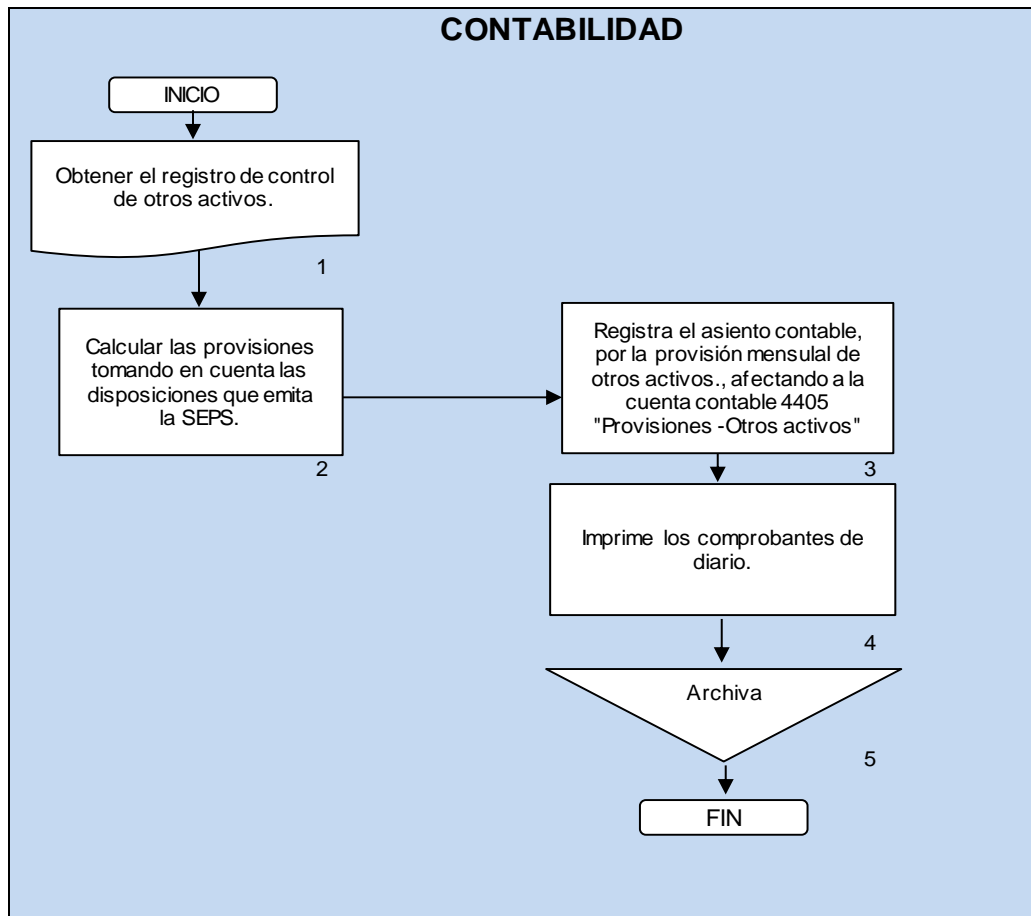 CONTABILIDAD
INICIO
Obtener el registro de control
de otros activos.
1
Calcular las provisiones
tomando en cuenta las
disposiciones que emita
la SEPS.
2
Registra el asiento contable,
por la provisión mensulal de
otros activos., afectando a la
cuenta contable 4405
"Provisiones -Otros activos"
3
Imprime los comprobantes de
diario.
4
Archiva
5
FIN